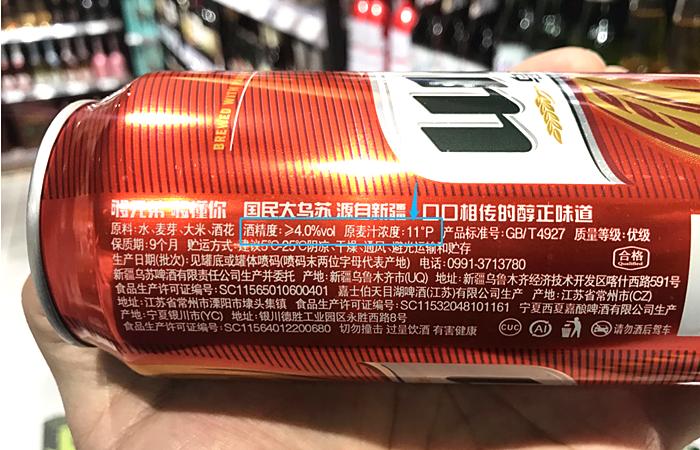 BREWED WITH
un
国民大乌苏 源自新疆 口口相传的醇正味道
原料:水、麦芽、大米、酒花 酒精度:≥4.0%vol 原麦汁浓度:11°P 产品标准号:GB/T4927 质量等级:优级
保质期:9个月 贮运方式:建议5℃-25℃阴凉、干燥、通风、避光运输和贮存
合格
Qualified
生产日期(批次):见罐底或罐体喷码(喷码末两位字母代表产地) 电话:0991-3713780
新疆乌苏啤酒有限责任公司生产并委托 产地:新疆乌鲁木齐市(UQ) 地址:新疆乌鲁木齐经济技术开发区喀什西路591号
食品生产许可证编号:SC11565010600401 嘉士伯天目湖啤酒(江苏)有限公司生产 产地:江苏省常州市(CZ)
地址:江苏省常州市溧阳市埭头集镇 食品生产许可证编号:SC11532048101161 宁夏西夏嘉酿啤酒有限公司生产
产地:宁夏银川市(YC) 地址:银川德胜工业园区永胜西路8号
食品生产许可证编号:SC11564012200680 切勿撞击 过量饮酒 有害健康 CUC Al 请勿酒后驾车